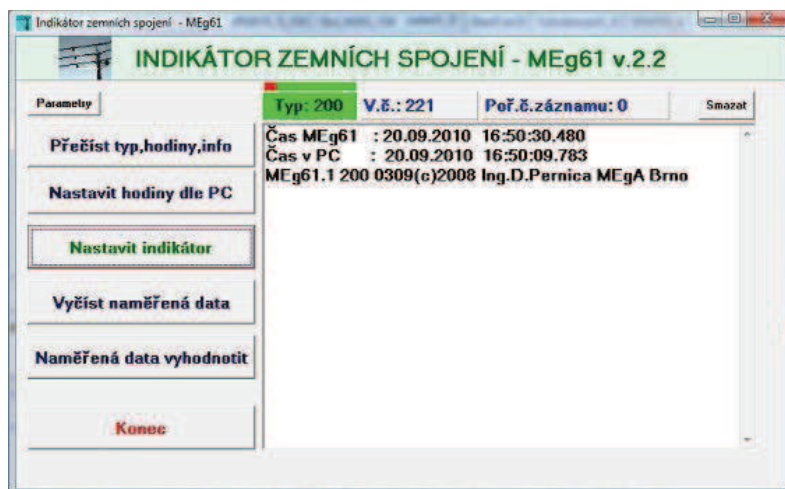 Indikátor zemních spojení - MEg61
INDIKÁTOR ZEMNÍCH SPOJENÍ - MEg61 v.2.2
Parametry
Typ: 200
V.č.: 221
Poř.č.záznamu: 0
Smazat
Přečíst typ,hodiny,info
Nastavit hodiny dle PC
Nastavit indikátor
Vyčíst naměřená data
Naměřená data vyhodnotit
Konec
Čas MEg61 : 20.09.2010 16:50:30.480
Čas v PC : 20.09.2010 16:50:09.783
MEg61.1 200 0309(c)2008 Ing.D.Pernica MEgA Brno